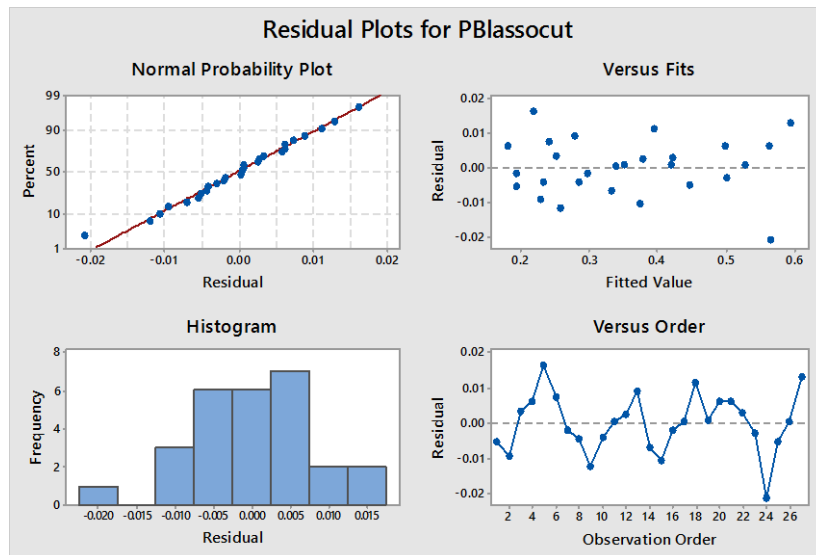 Residual Plots for PBlassocut
Normal Probability Plot
99
90
50
10
1
Percent
-0.02 -0.01 0.00 0.01 0.02
Residual
Versus Fits
0.02
0.01
0.00
-0.01
-0.02
Residual
0.2 0.3 0.4 0.5 0.6
Fitted Value
Histogram
8
6
4
2
0
Frequency
-0.020 -0.015 -0.010 -0.005 0.000 0.005 0.010 0.015
Residual
Versus Order
0.02
0.01
0.00
-0.01
-0.02
Residual
2 4 6 8 10 12 14 16 18 20 22 24 26
Observation Order